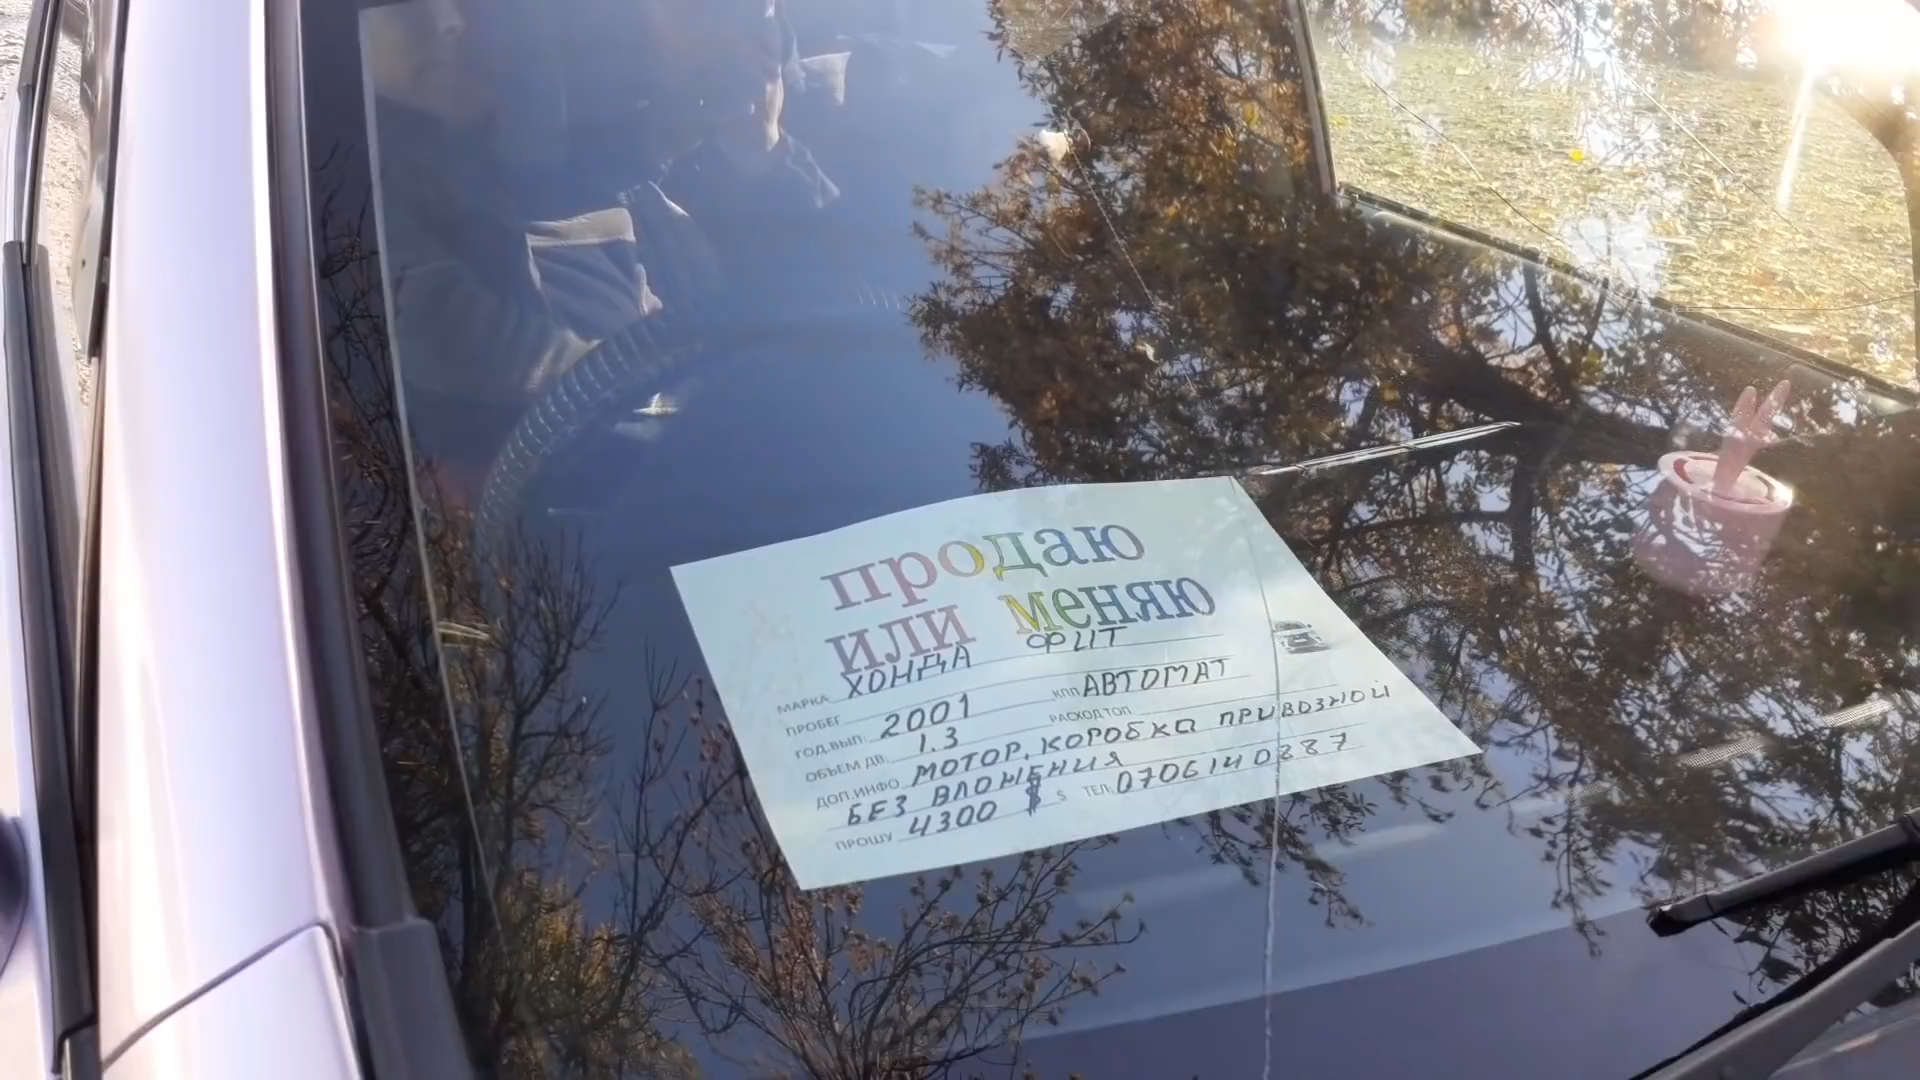 продаю
или меняю
МАРКА ХОНДА ФИТ
ПРОБЕГ КПП АВТОМАТ
ГОД.ВЫП: 2001 РАСХОД ТОП
ОБЪЕМ ДВ. 1.3
ДОП.ИНФО МОТОР, КОРОБКА ПРИВОЗНОЙ
БЕЗ ВЛОЖЕНИЯ
ПРОШУ 4300 $ $ ТЕЛ: 0706140287